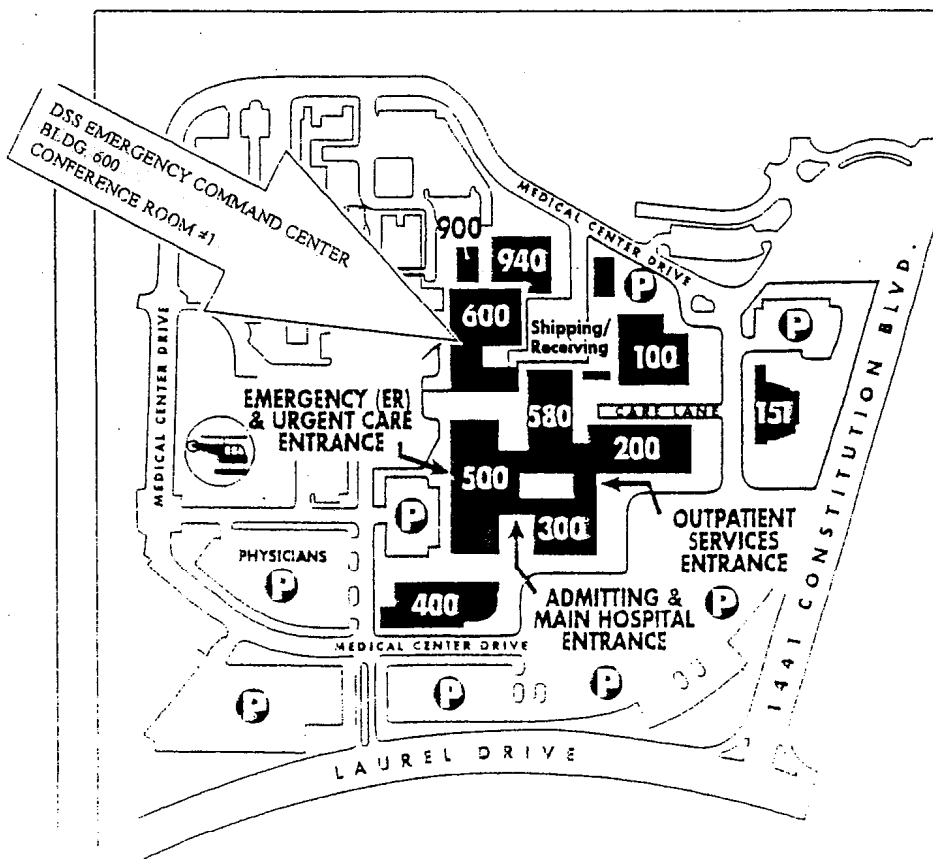 DSS EMERGENCY COMMAND CENTER
BLDG. 600
CONFERENCE ROOM #1
MEDICAL CENTER DRIVE
900
940
600
Shipping/
Receiving
P
100
P
1441 CONSTITUTION BLVD.
MEDICAL CENTER DRIVE
EMERGENCY (ER)
& URGENT CARE
ENTRANCE
580
CARE LANE
151
200
500
P
300
OUTPATIENT
SERVICES
ENTRANCE
PHYSICIANS
P
400
ADMITTING &
MAIN HOSPITAL
ENTRANCE
P
MEDICAL CENTER DRIVE
P
P
P
LAUREL DRIVE